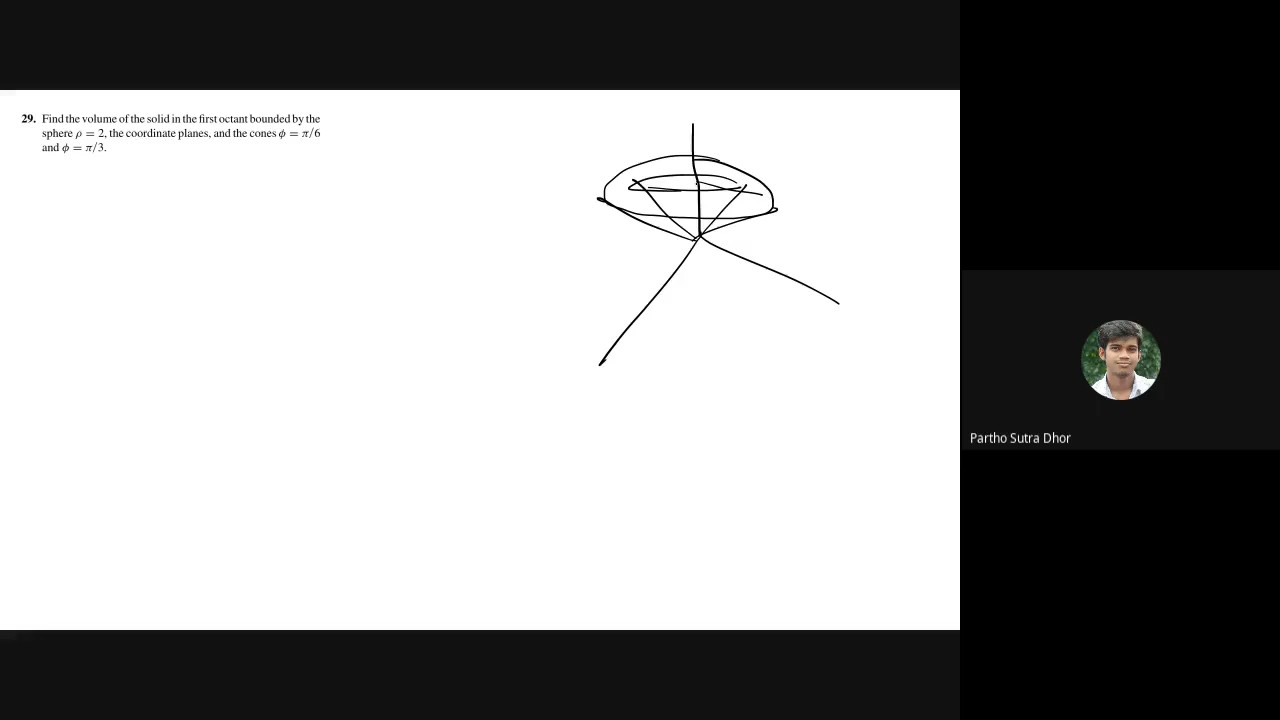 29. Find the volume of the solid in the first octant bounded by the
sphere ρ = 2, the coordinate planes, and the cones ϕ = π/6
and ϕ = π/3.
Partho Sutra Dhor